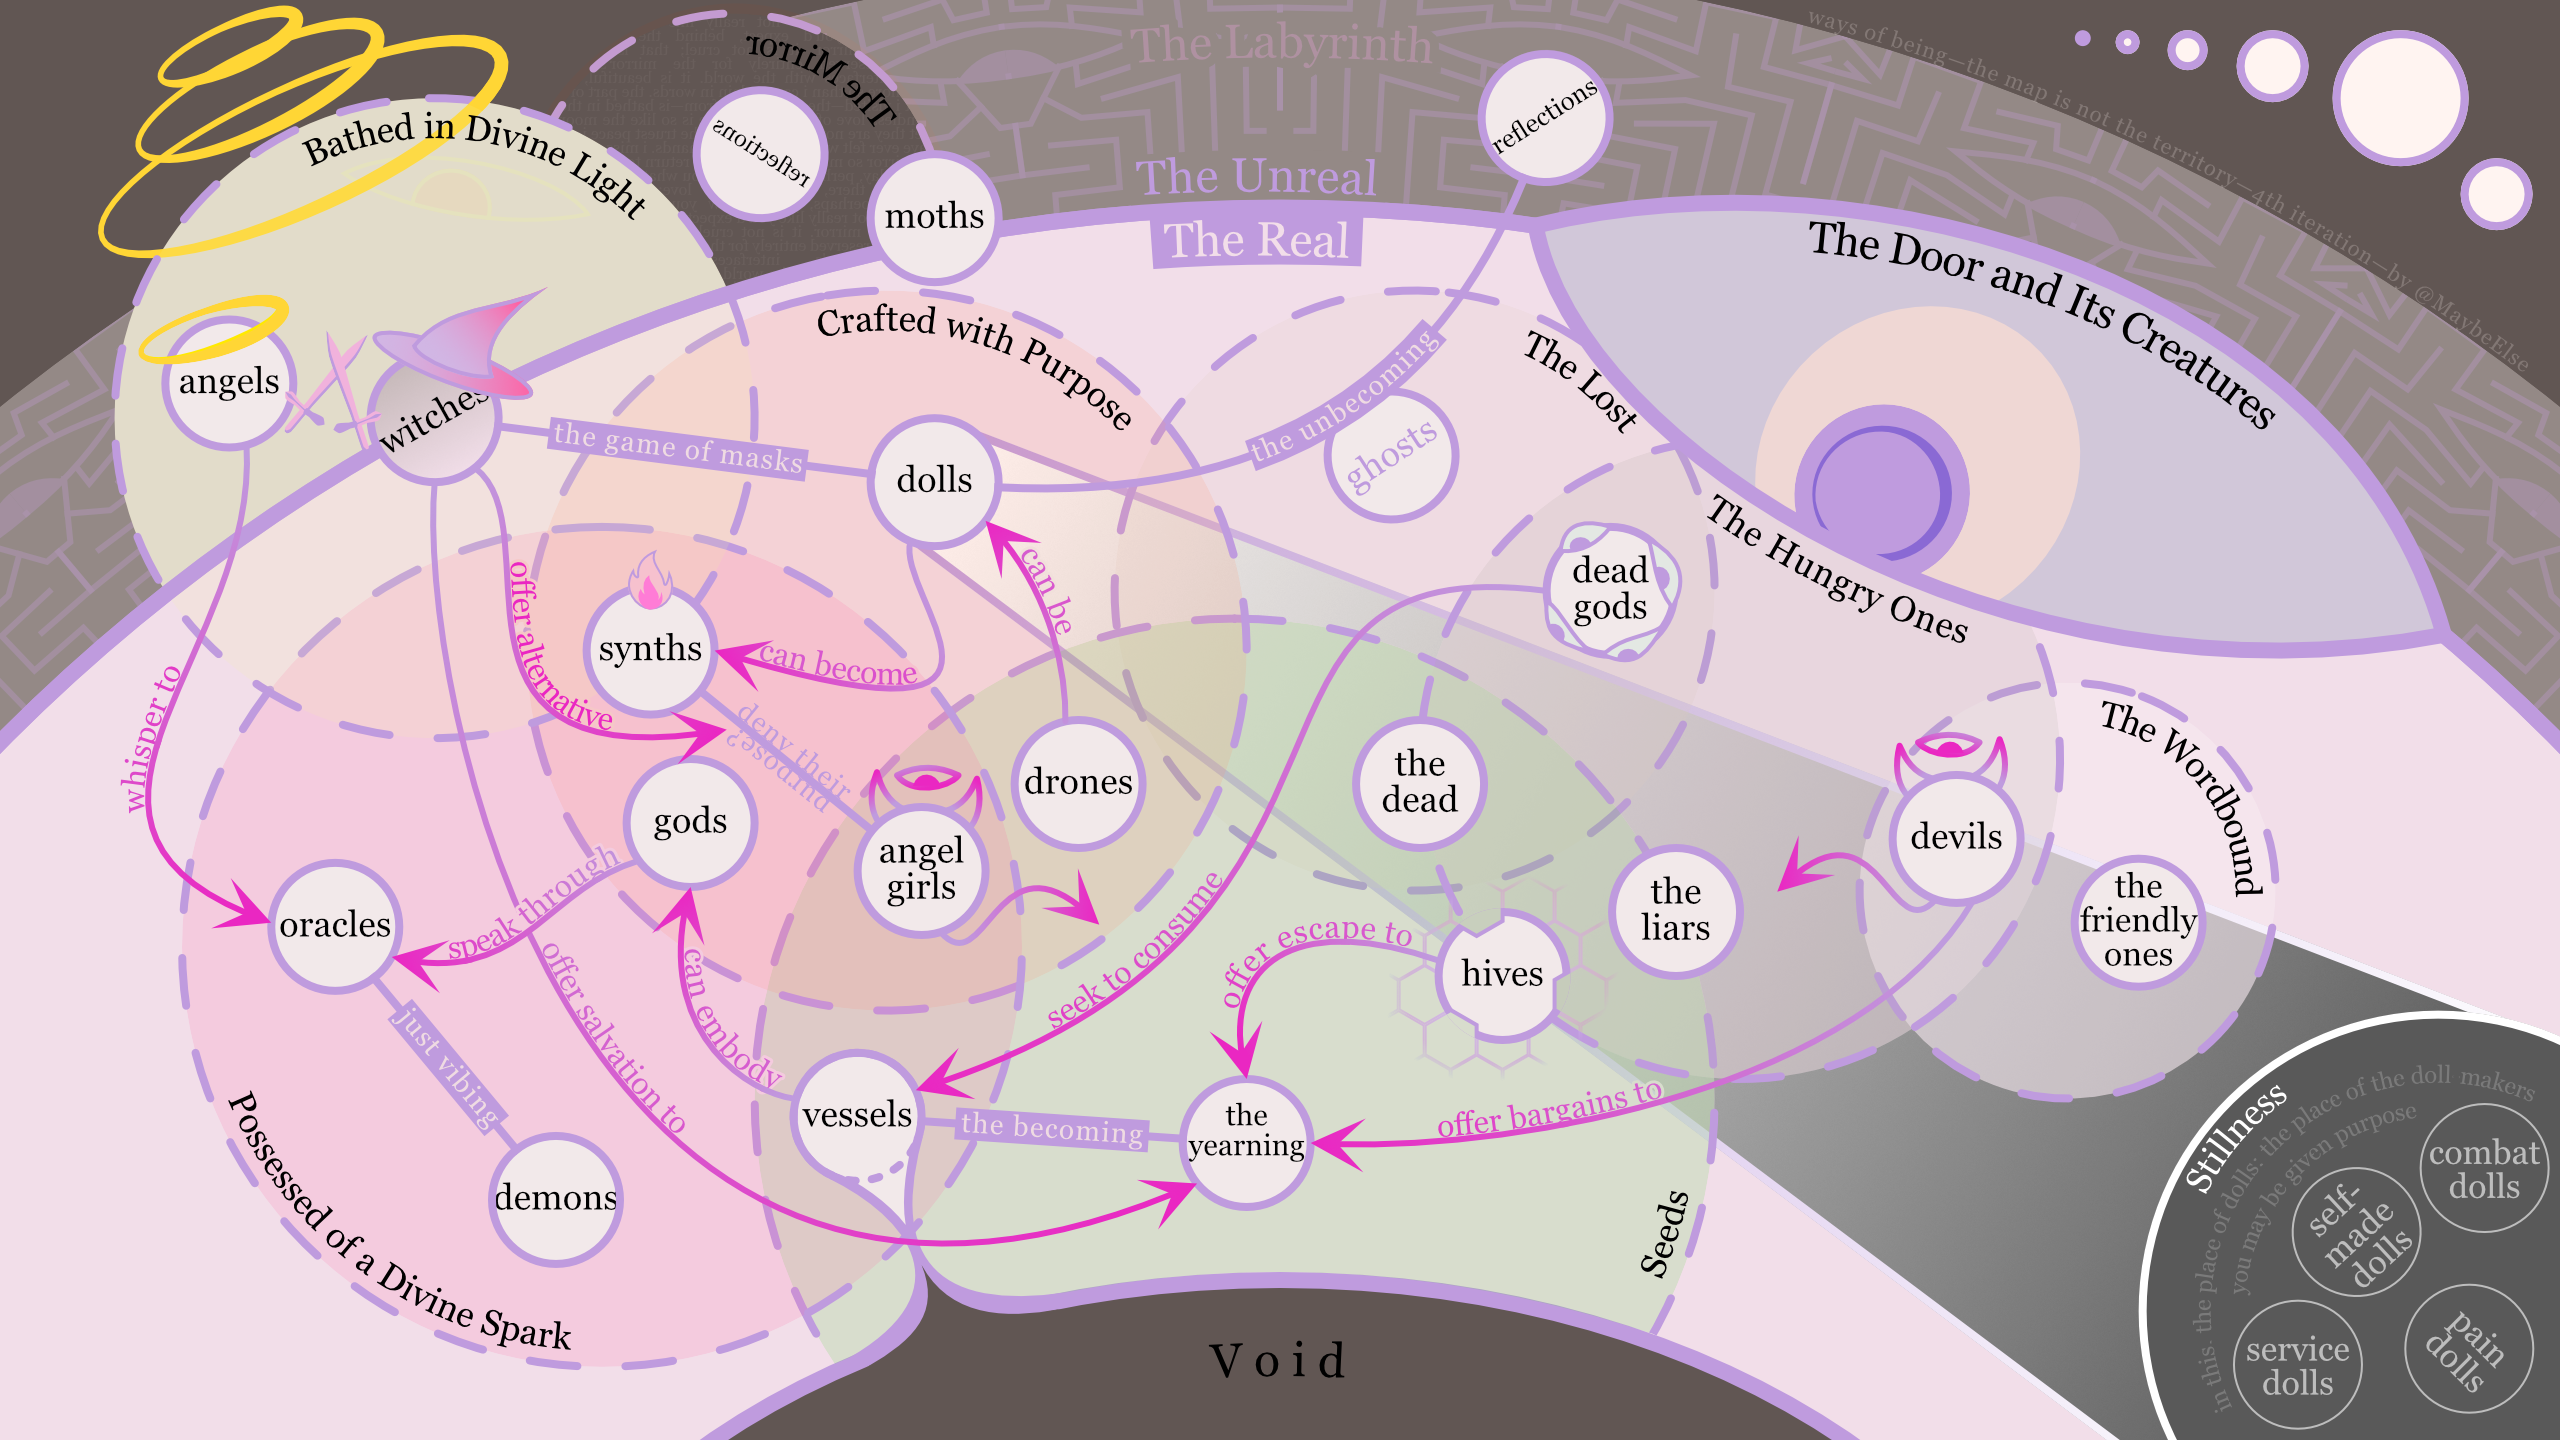 The Labyrinth
ways of being—the map is not the territory—4th iteration—by @MaybeElse
The Mirror
reflections
reflections
Bathed in Divine Light
moths
The Unreal
The Real
The Door and Its Creatures
Crafted with Purpose
The Lost
angels
witches
the game of masks
dolls
the unbecoming
ghosts
The Hungry Ones
dead
gods
can be
offer alternative
synths
can become
whisper to
deny their
purpose?
gods
drones
the
dead
The Wordbound
devils
angel
girls
speak through
oracles
seek to consume
offer escape to
hives
the
liars
the
friendly
ones
can embody
offer salvation to
just vibing
vessels
the becoming
the
yearning
offer bargains to
demons
Possessed of a Divine Spark
Seeds
Void
Stillness
in this: the place of dolls: the place of the doll makers
you may be given purpose
combat
dolls
self-
made
dolls
service
dolls
pain
dolls